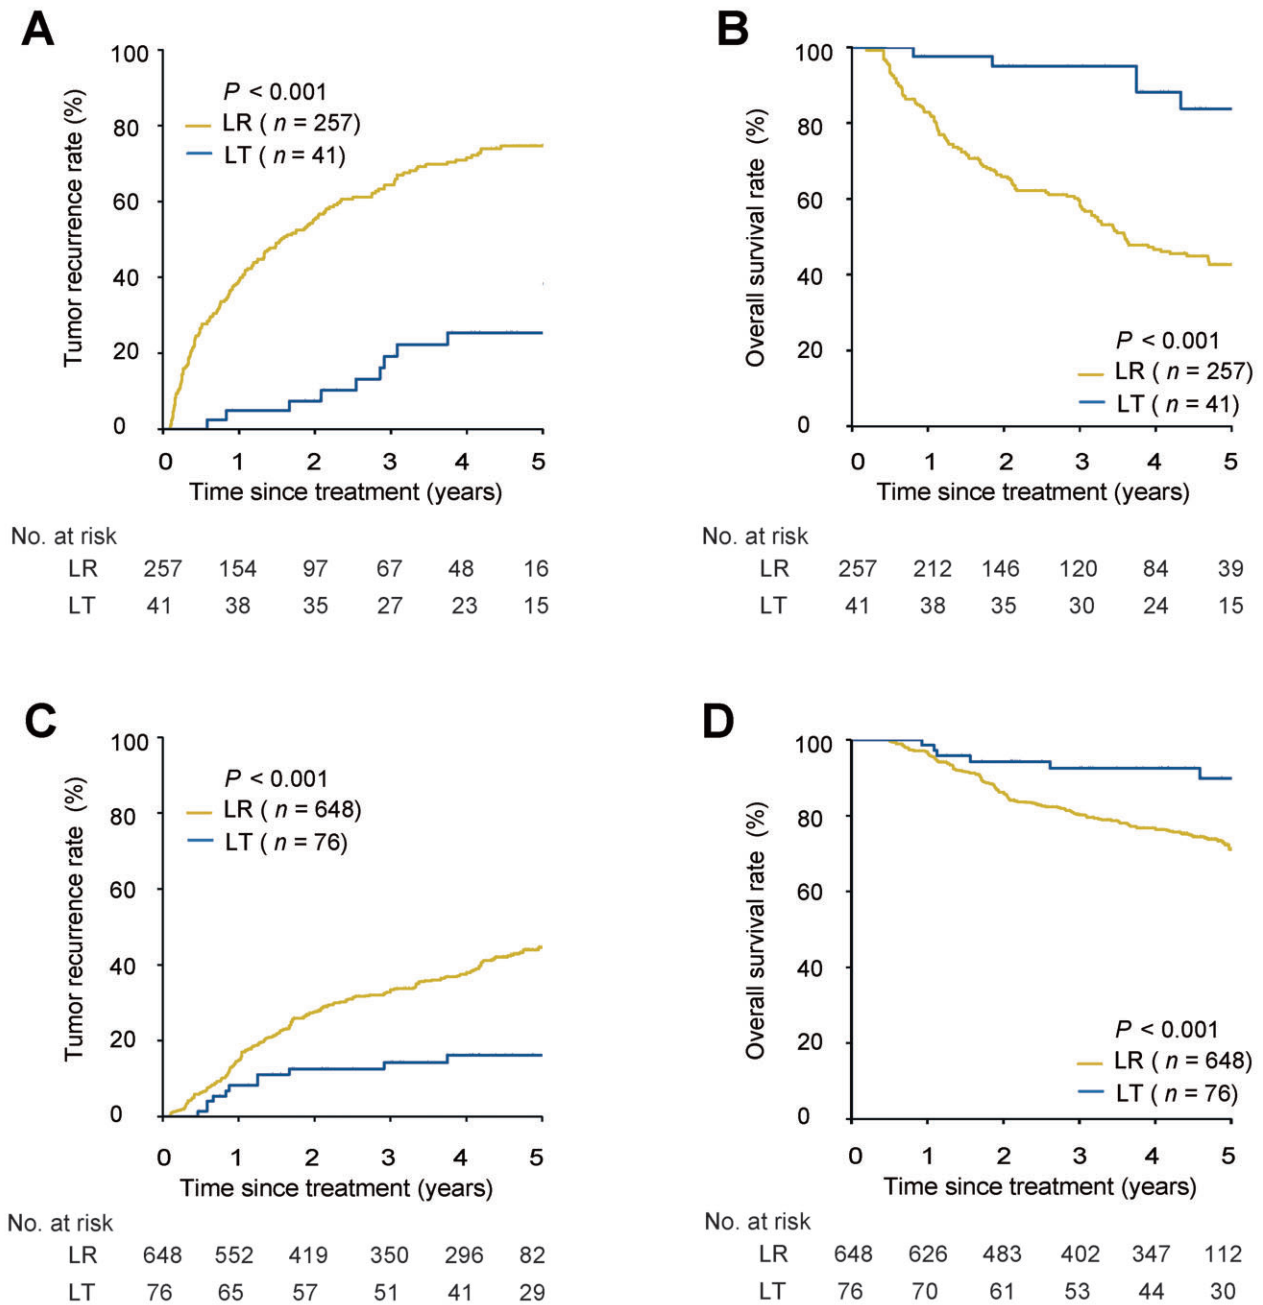 A
100
80
60
40
20
0
Tumor recurrence rate (%)
P < 0.001
LR ( n = 257)
LT ( n = 41)
0 1 2 3 4 5
Time since treatment (years)
No. at risk
LR 257 154 97 67 48 16
LT 41 38 35 27 23 15
B
100
80
60
40
20
0
Overall survival rate (%)
P < 0.001
LR ( n = 257)
LT ( n = 41)
0 1 2 3 4 5
Time since treatment (years)
No. at risk
LR 257 212 146 120 84 39
LT 41 38 35 30 24 15
C
100
80
60
40
20
0
Tumor recurrence rate (%)
P < 0.001
LR ( n = 648)
LT ( n = 76)
0 1 2 3 4 5
Time since treatment (years)
No. at risk
LR 648 552 419 350 296 82
LT 76 65 57 51 41 29
D
100
80
60
40
20
0
Overall survival rate (%)
P < 0.001
LR ( n = 648)
LT ( n = 76)
0 1 2 3 4 5
Time since treatment (years)
No. at risk
LR 648 626 483 402 347 112
LT 76 70 61 53 44 30